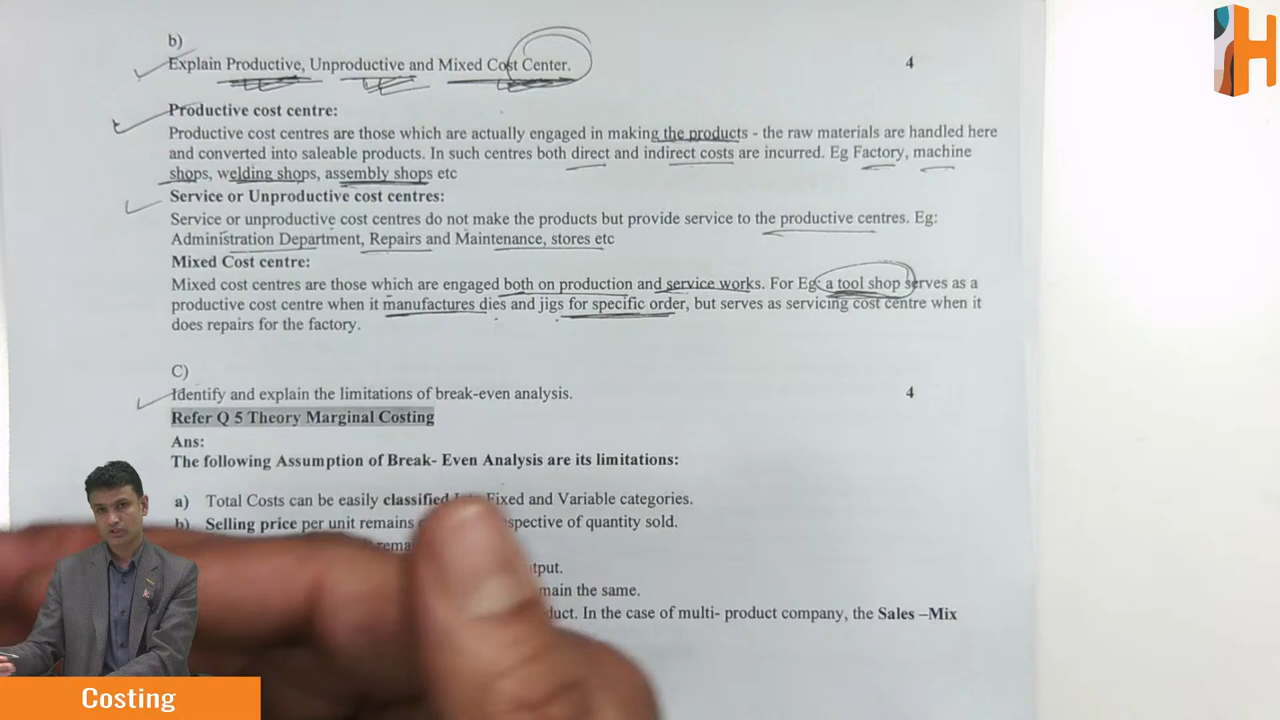 b)
Explain Productive, Unproductive and Mixed Cost Center. 4
Productive cost centre:
Productive cost centres are those which are actually engaged in making the products - the raw materials are handled here
and converted into saleable products. In such centres both direct and indirect costs are incurred. Eg Factory, machine
shops, welding shops, assembly shops etc
Service or Unproductive cost centres:
Service or unproductive cost centres do not make the products but provide service to the productive centres. Eg:
Administration Department, Repairs and Maintenance, stores etc
Mixed Cost centre:
Mixed cost centres are those which are engaged both on production and service works. For Eg: a tool shop serves as a
productive cost centre when it manufactures dies and jigs for specific order, but serves as servicing cost centre when it
does repairs for the factory.
C)
Identify and explain the limitations of break-even analysis. 4
Refer Q 5 Theory Marginal Costing
Ans:
The following Assumption of Break- Even Analysis are its limitations:
a) Total Costs can be easily classified Fixed and Variable categories.
b) Selling price per unit remains of quantity sold.
the same.
In the case of multi- product company, the Sales –Mix
Costing
H